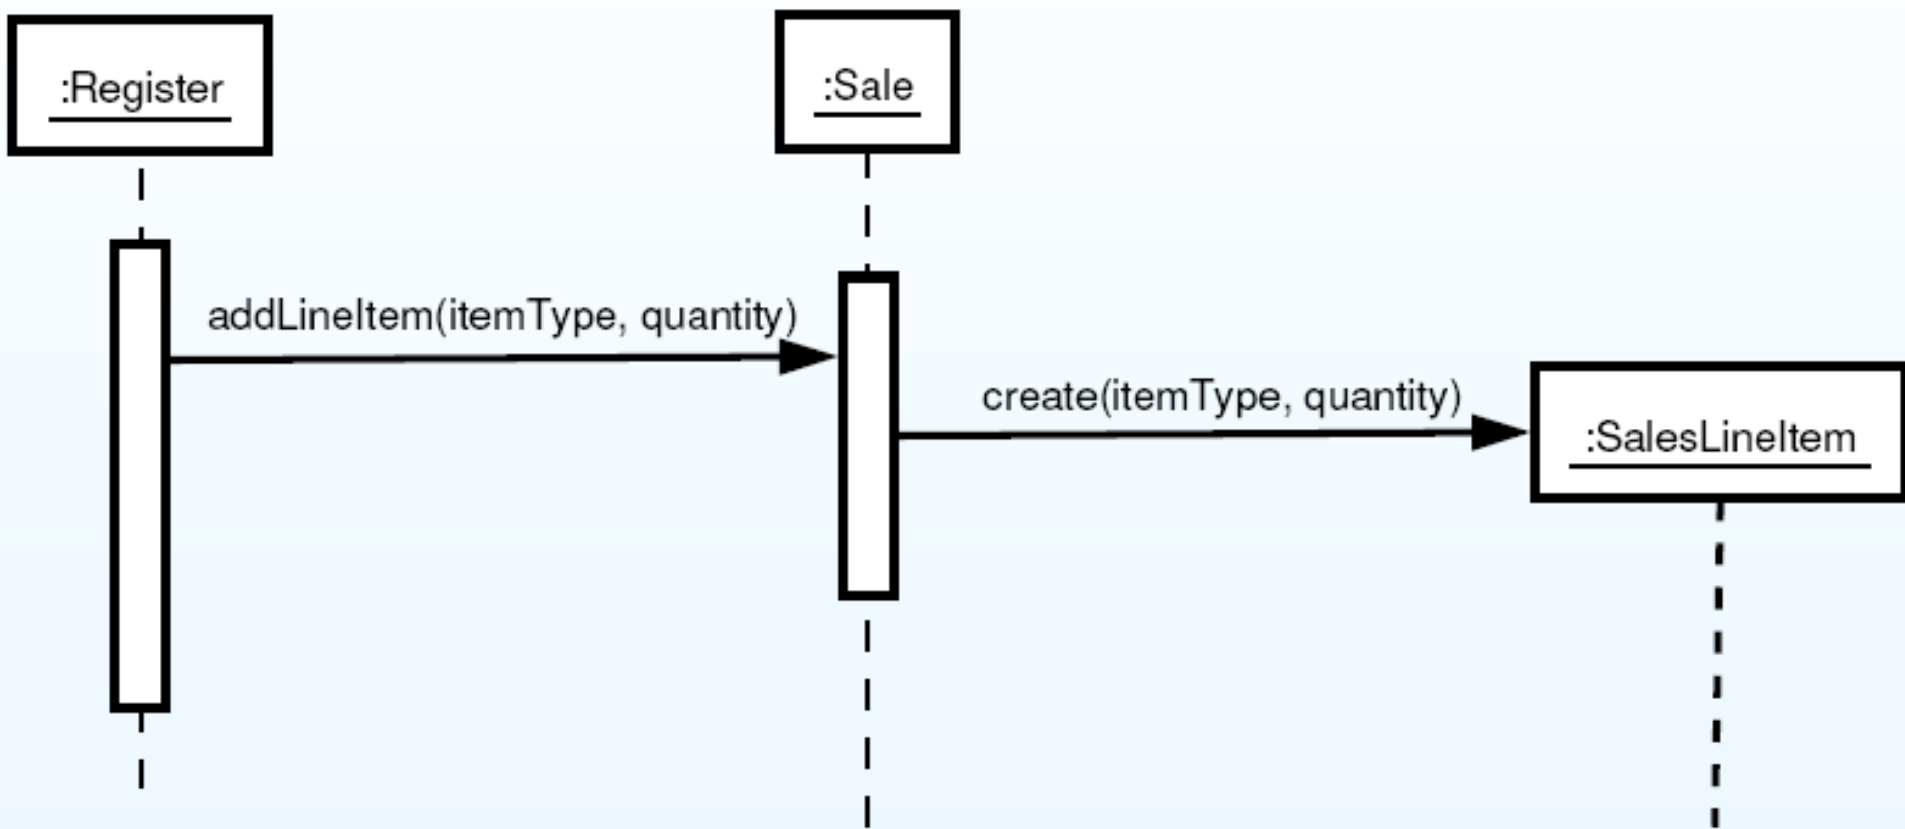 :Register
:Sale
addLineItem(itemType, quantity)
create(itemType, quantity)
:SalesLineItem